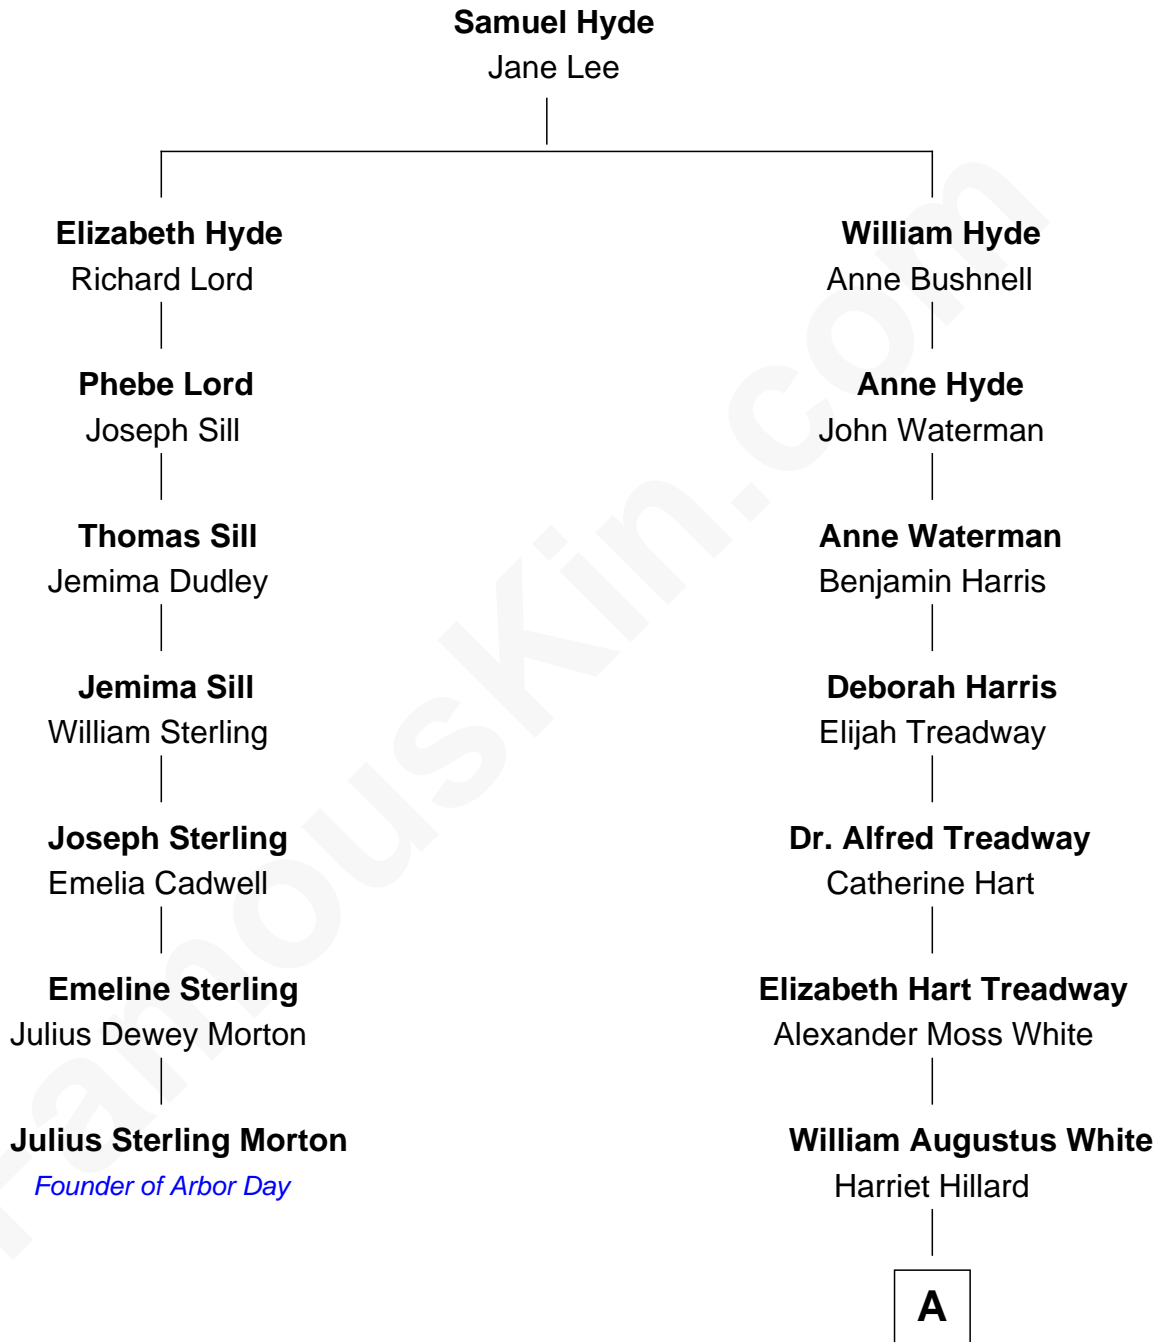 Samuel Hyde
Jane Lee
Elizabeth Hyde
Richard Lord
William Hyde
Anne Bushnell
Phebe Lord
Joseph Sill
Anne Hyde
John Waterman
Thomas Sill
Jemima Dudley
Anne Waterman
Benjamin Harris
Jemima Sill
William Sterling
Deborah Harris
Elijah Treadway
Joseph Sterling
Emelia Cadwell
Dr. Alfred Treadway
Catherine Hart
Emeline Sterling
Julius Dewey Morton
Elizabeth Hart Treadway
Alexander Moss White
Julius Sterling Morton
Founder of Arbor Day
William Augustus White
Harriet Hillard
A
FamousKin.com